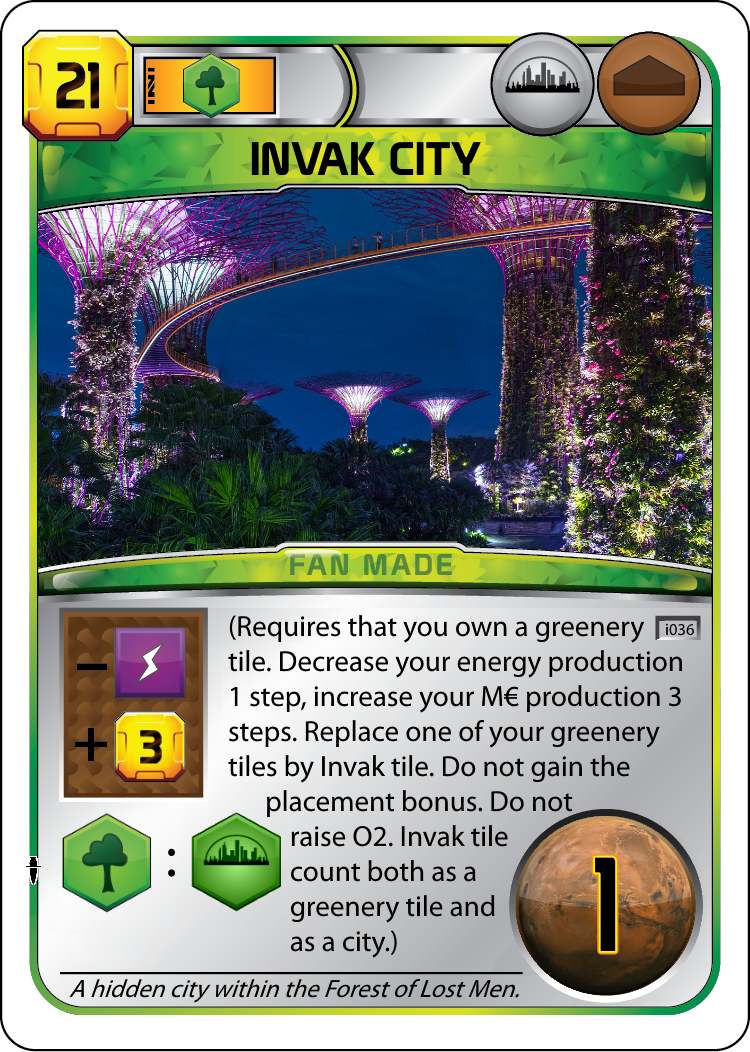 21
INVAK CITY
FAN MADE
(Requires that you own a greenery i036
tile. Decrease your energy production
1 step, increase your M€ production 3
steps. Replace one of your greenery
tiles by Invak tile. Do not gain the
placement bonus. Do not
raise O2. Invak tile
count both as a
greenery tile and
as a city.)
−
+ 3
:
1
A hidden city within the Forest of Lost Men.